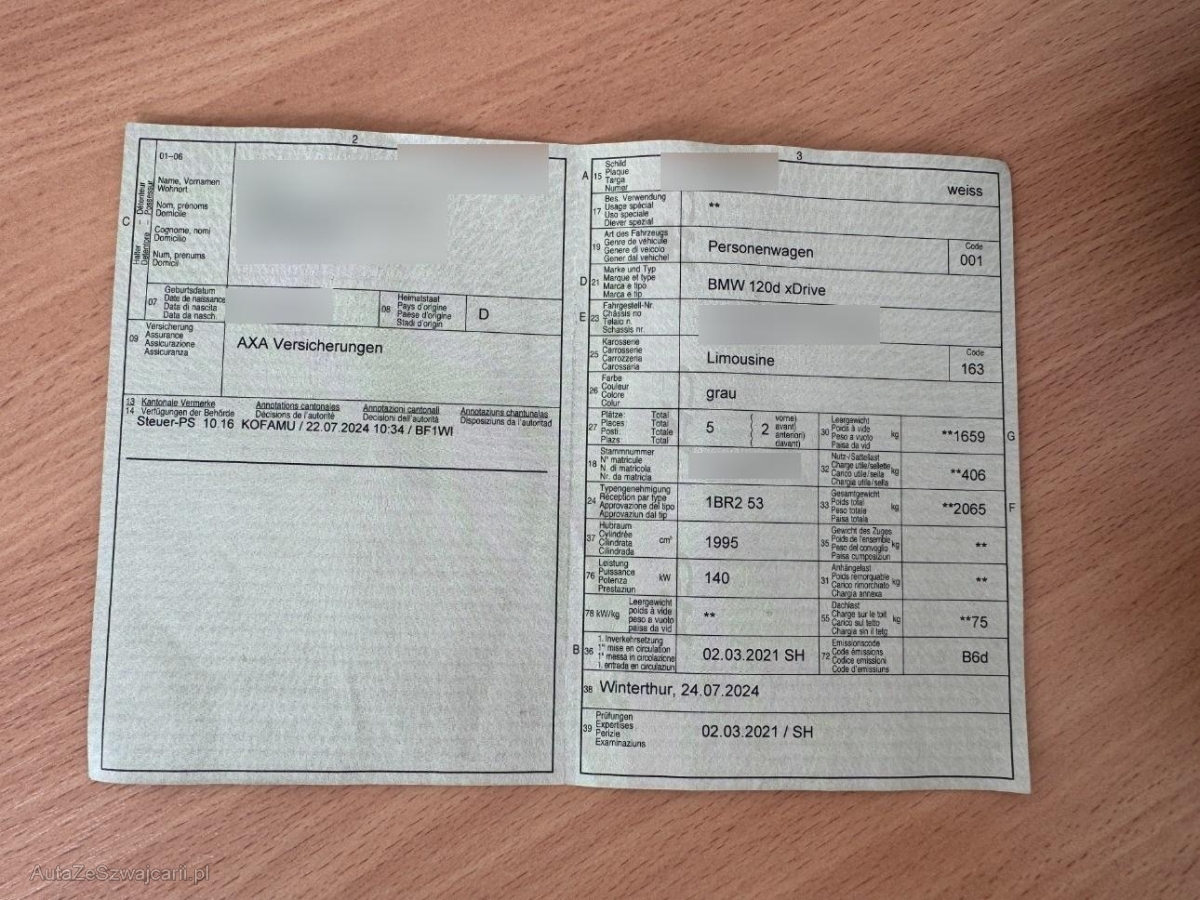 2
01-06
C
Halter Détenteur
Detentore Possessur
Name, Vornamen
Wohnort
Nom, prénoms
Domicile
Cognome, nomi
Domicilio
Num, prenums
Domicil
07
Geburtsdatum
Date de naissance
Data di nascita
Data da nasch.
08
Heimatstaat
Pays d'origine
Paese d'origine
Stadi d'origin
D
09
Versicherung
Assurance
Assicurazione
Assicuranza
AXA Versicherungen
13 Kantonale Vermerke Annotations cantonales Annotazioni cantonali Annotaziuns chantunalas
14 Verfügungen der Behörde Décisions de l'autorité Decisioni dell'autorità Disposiziuns da l'autoritad
Steuer-PS 10.16 KOFAMU / 22.07.2024 10:34 / BF1WI
3
A 15
Schild
Plaque
Targa
Numer
weiss
17
Bes. Verwendung
Usage spécial
Uso speciale
Diever spezial
**
19
Art des Fahrzeugs
Genre de véhicule
Genere di veicolo
Gener dal vehichel
Personenwagen
Code
001
D 21
Marke und Typ
Marque et type
Marca e tipo
Marca e tip
BMW 120d xDrive
E 23
Fahrgestell-Nr.
Châssis no
Telaio n.
Schassis nr.
25
Karosserie
Carrosserie
Carrozzeria
Carossaria
Limousine
Code
163
26
Farbe
Couleur
Colore
Colur
grau
27
Plätze: Total
Places: Total
Posti: Totale
Plazs: Total
5
2
vorne)
avant)
anteriori)
davant)
30
Leergewicht
Poids à vide
Peso a vuoto
Paisa da vid
kg
**1659
G
18
Stammnummer
N° matricule
N. di matricola
Nr. da matricla
32
Nutz-/Sattellast
Charge utile/sellette
Carico utile/sella
Chargia utila/sella
kg
**406
24
Typengenehmigung
Réception par type
Approvazione del tipo
Approvaziun dal tip
1BR2 53
33
Gesamtgewicht
Poids total
Peso totale
Paisa totala
kg
**2065
F
37
Hubraum
Cylindrée
Cilindrata
Cilindrada
cm³
1995
35
Gewicht des Zuges
Poids de l'ensemble
Peso del convoglio
Paisa cumposiziun
kg
**
76
Leistung
Puissance
Potenza
Prestaziun
kW
140
31
Anhängelast
Poids remorquable
Carico rimorchiato
Chargia annexa
kg
**
78 kW/kg
Leergewicht
poids à vide
peso a vuoto
paisa da vid
**
55
Dachlast
Charge sur le toit
Carico sul tetto
Chargia sin il tetg
kg
**75
B 36
1. Inverkehrsetzung
1re mise en circulation
1a messa in circolazione
1. entrada en circulaziun
02.03.2021 SH
72
Emissionscode
Code émissions
Codice emissioni
Code d'emissiuns
B6d
38 Winterthur, 24.07.2024
39
Prüfungen
Expertises
Perizie
Examinaziuns
02.03.2021 / SH
AutaZeSzwajcarii.pl